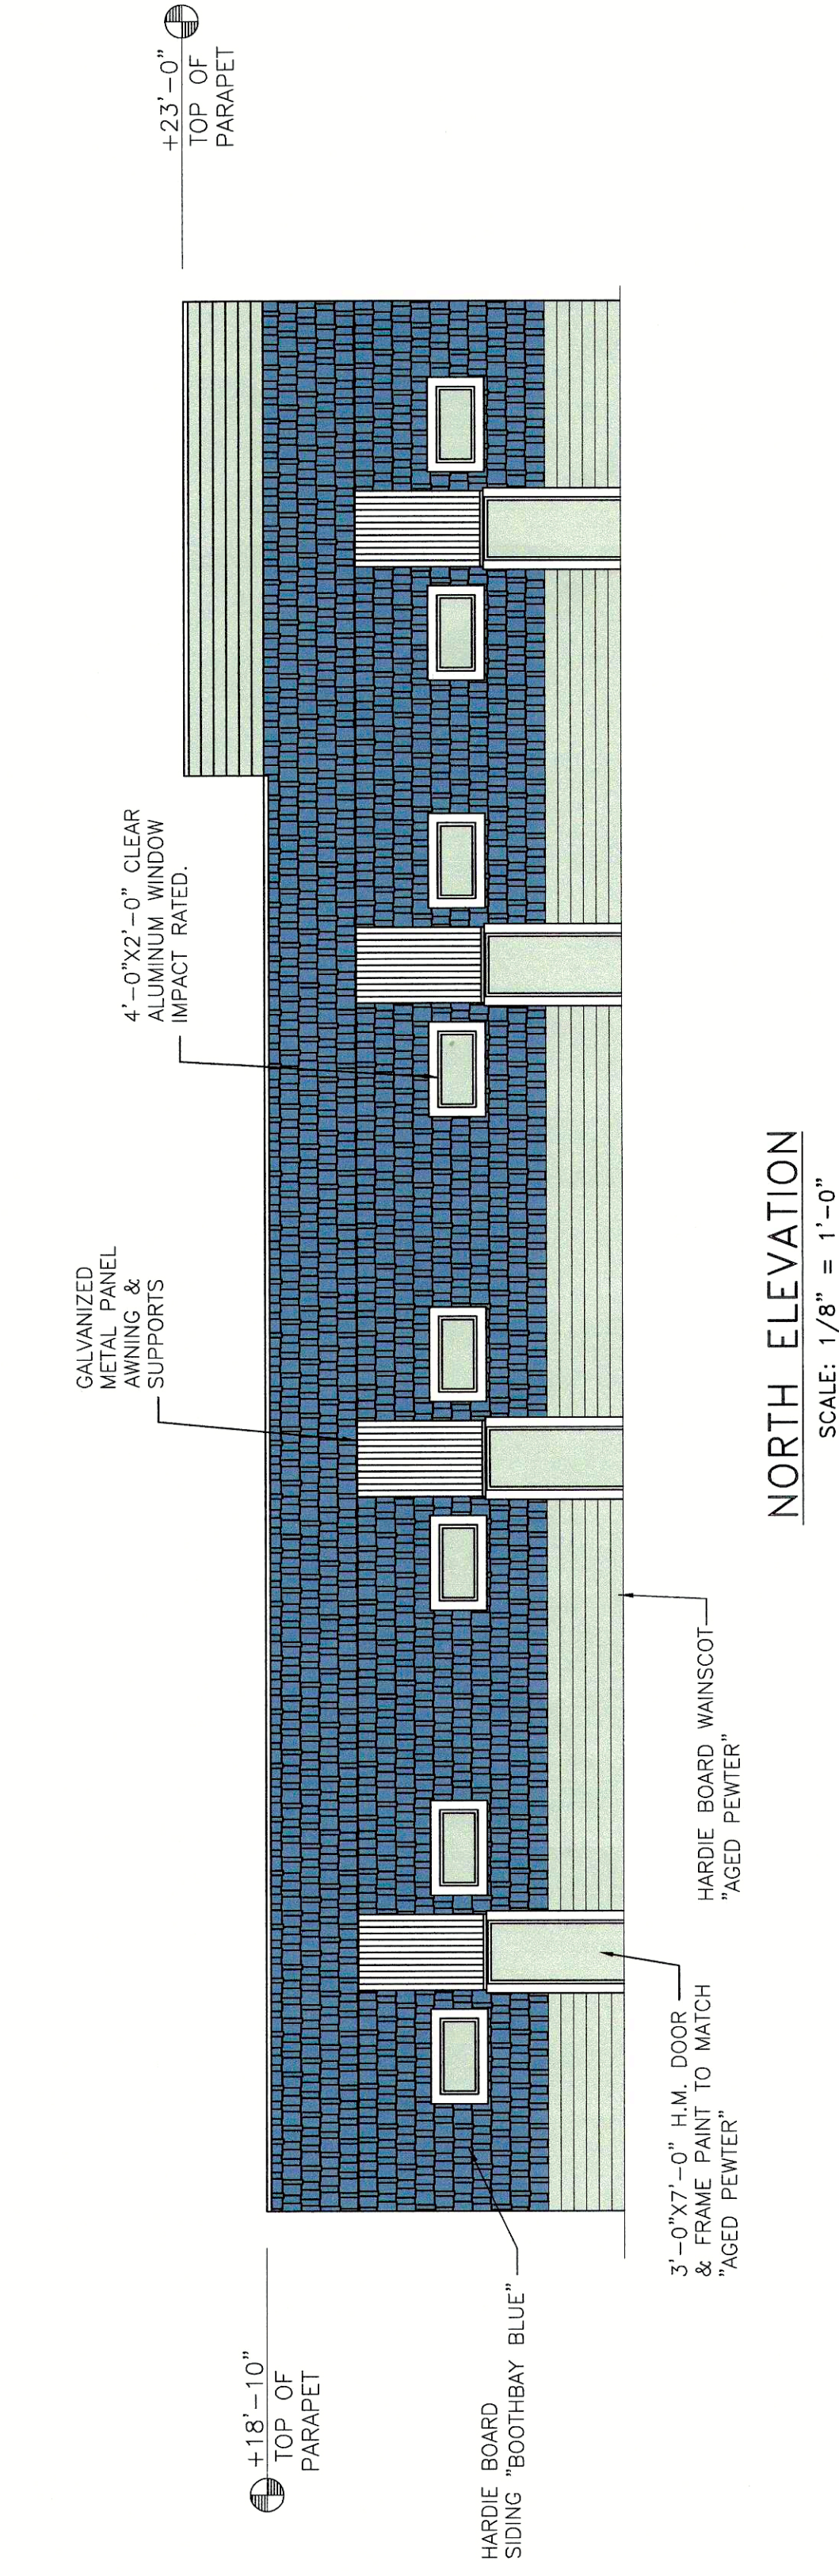 +18'-10"
TOP OF
PARAPET
HARDIE BOARD
SIDING "BOOTHBAY BLUE"
3'-0"X7'-0" H.M. DOOR
& FRAME PAINT TO MATCH
"AGED PEWTER"
HARDIE BOARD WAINSCOT
"AGED PEWTER"
GALVANIZED
METAL PANEL
AWNING &
SUPPORTS
4'-0"X2'-0" CLEAR
ALUMINUM WINDOW
IMPACT RATED.
+23'-0"
TOP OF
PARAPET
NORTH ELEVATION
SCALE: 1/8" = 1'-0"